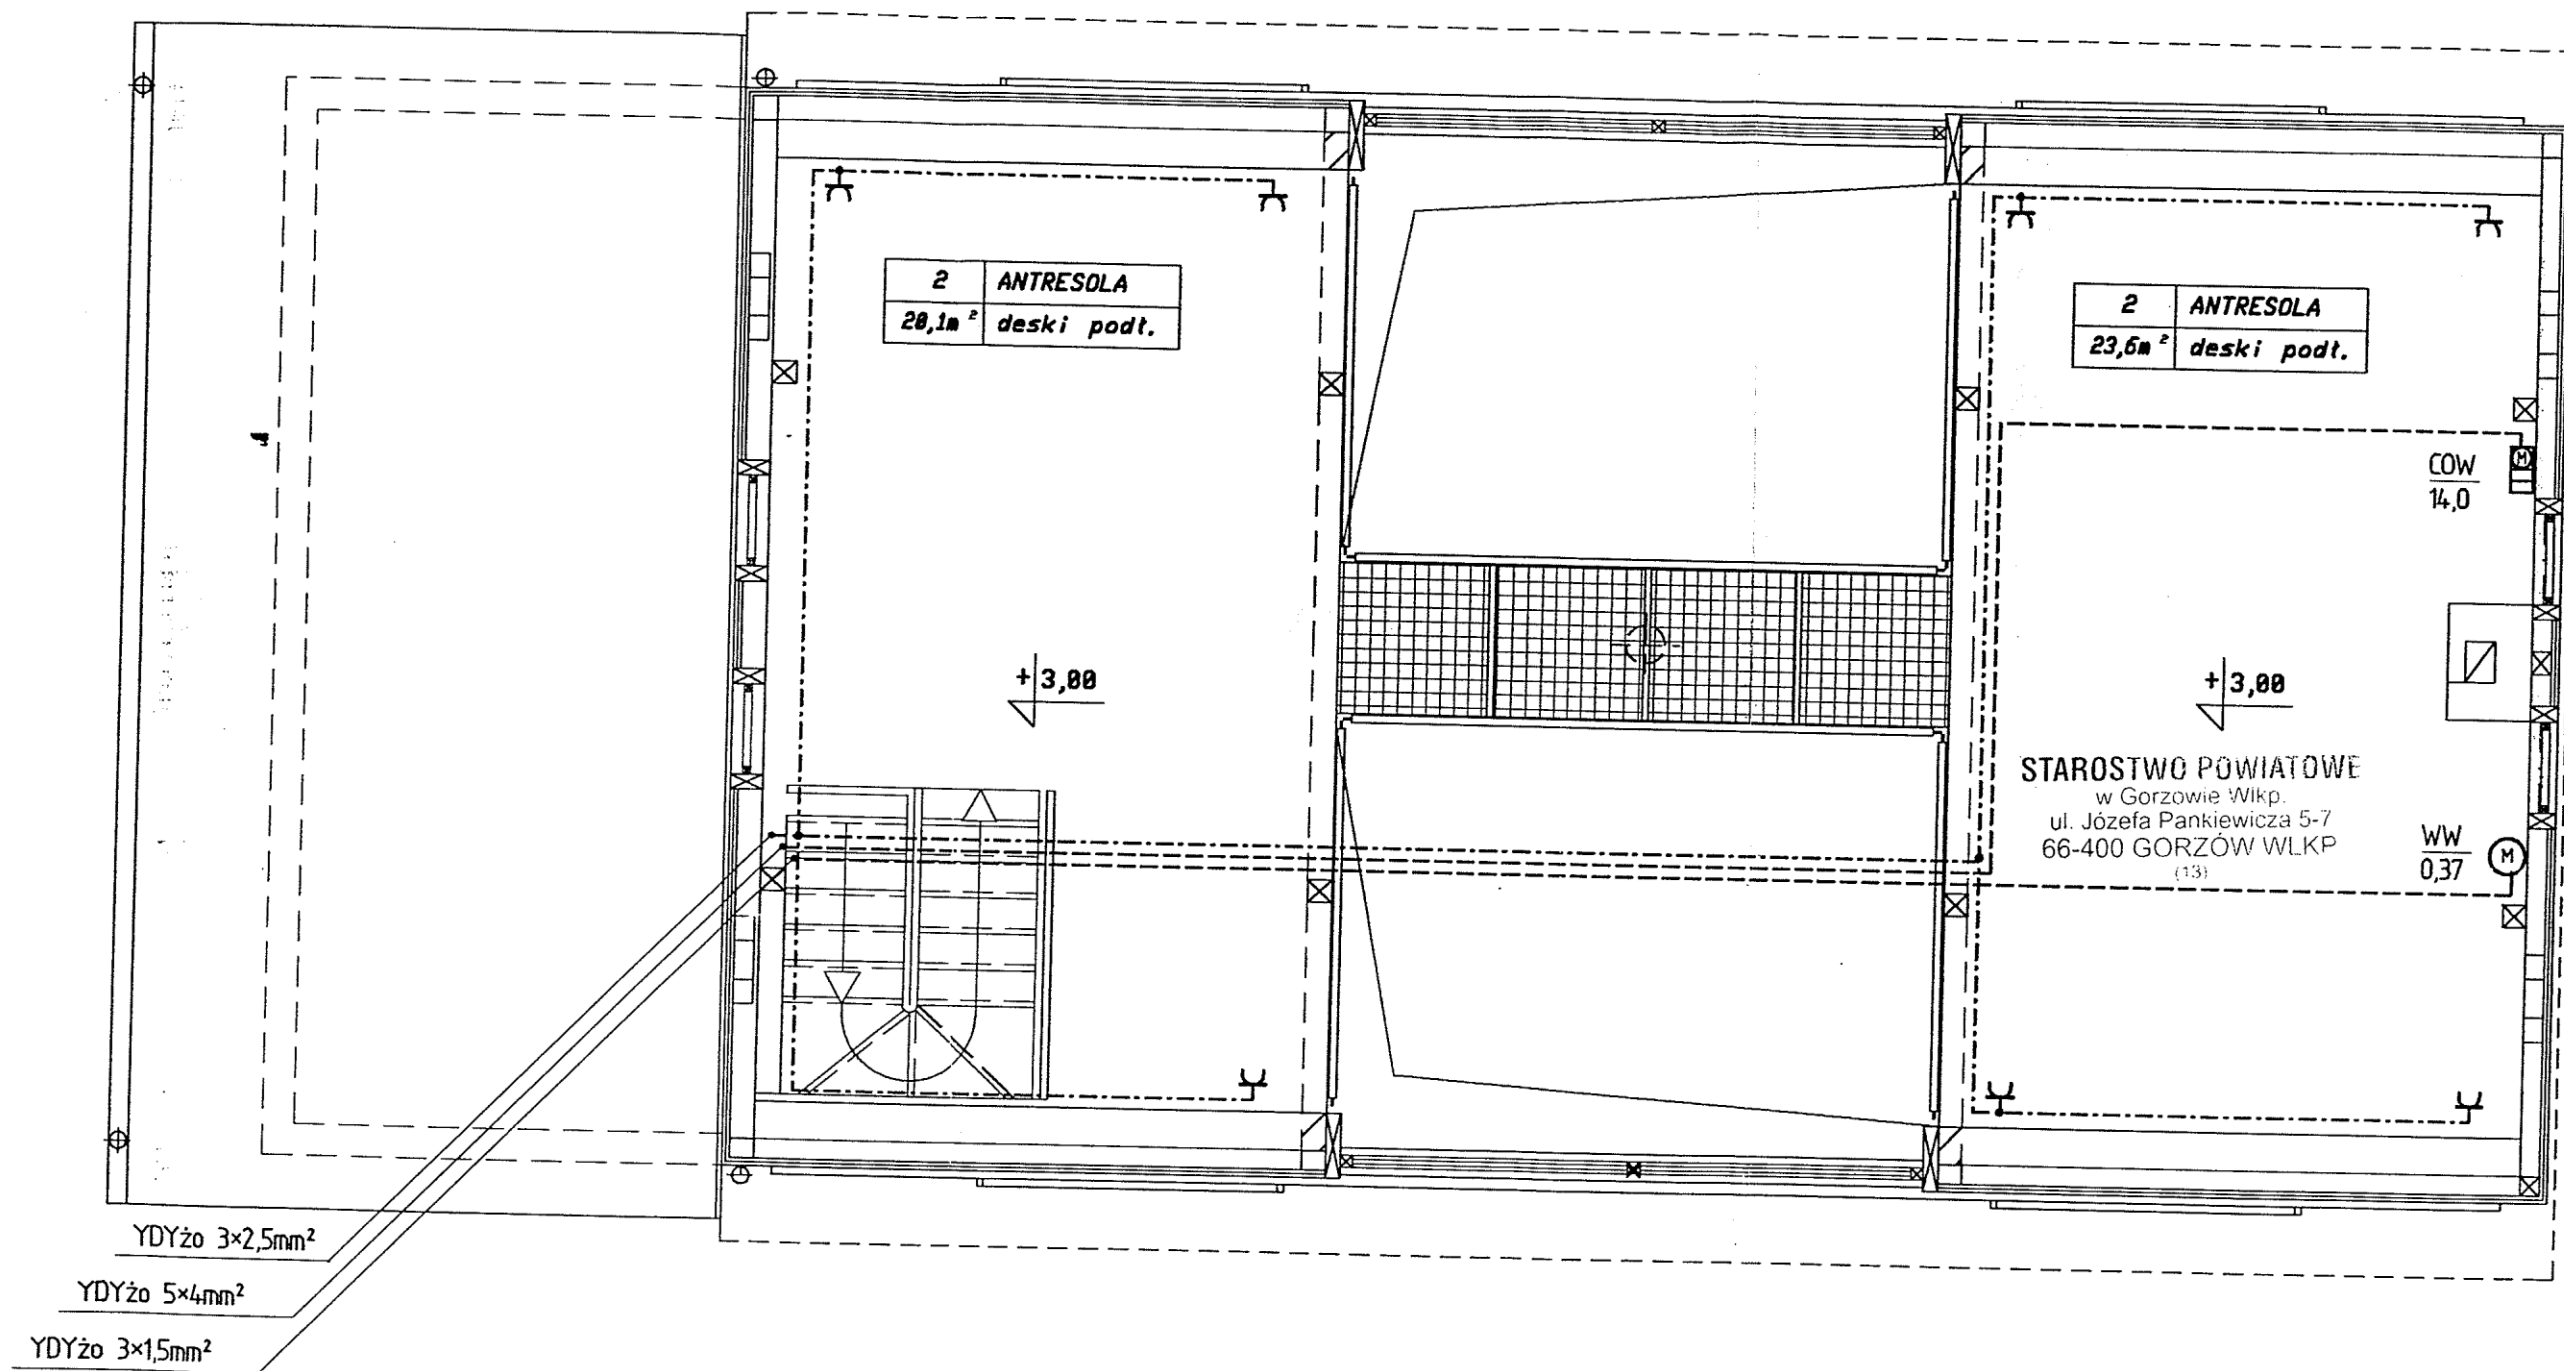 2 ANTRESOLA
20,1m² deski podł.
2 ANTRESOLA
23,6m² deski podł.
COW
14,0
M
+3,00
+3,00
STAROSTWO POWIATOWE
w Gorzowie Wlkp.
ul. Józefa Pankiewicza 5-7
66-400 GORZÓW WLKP
(13)
WW
0,37
M
YDYżo 3×2,5mm²
YDYżo 5×4mm²
YDYżo 3×1,5mm²